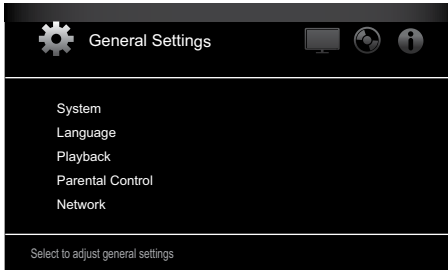 General Settings
System
Language
Playback
Parental Control
Network
Select to adjust general settings